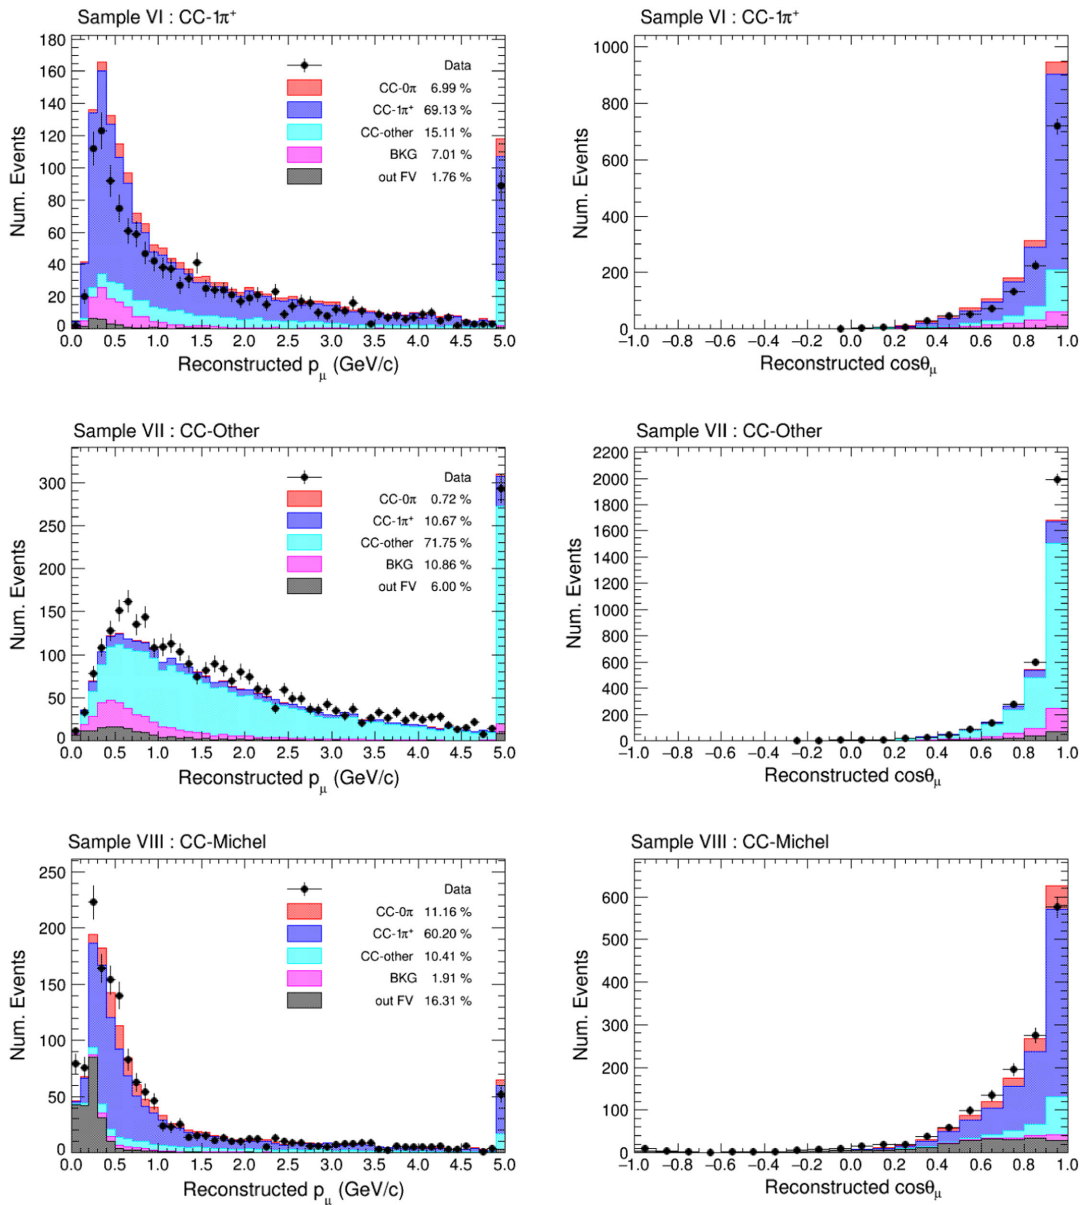 Sample VI : CC-1π⁺
Num. Events
180
160
140
120
100
80
60
40
20
0
Data
CC-0π 6.99 %
CC-1π⁺ 69.13 %
CC-other 15.11 %
BKG 7.01 %
out FV 1.76 %
0.0 0.5 1.0 1.5 2.0 2.5 3.0 3.5 4.0 4.5 5.0
Reconstructed pμ (GeV/c)
Sample VI : CC-1π⁺
Num. Events
1000
800
600
400
200
0
−1.0 −0.8 −0.6 −0.4 −0.2 0.0 0.2 0.4 0.6 0.8 1.0
Reconstructed cosθμ
Sample VII : CC-Other
Num. Events
300
250
200
150
100
50
0
Data
CC-0π 0.72 %
CC-1π⁺ 10.67 %
CC-other 71.75 %
BKG 10.86 %
out FV 6.00 %
0.0 0.5 1.0 1.5 2.0 2.5 3.0 3.5 4.0 4.5 5.0
Reconstructed pμ (GeV/c)
Sample VII : CC-Other
Num. Events
2200
2000
1800
1600
1400
1200
1000
800
600
400
200
0
−1.0 −0.8 −0.6 −0.4 −0.2 0.0 0.2 0.4 0.6 0.8 1.0
Reconstructed cosθμ
Sample VIII : CC-Michel
Num. Events
250
200
150
100
50
0
Data
CC-0π 11.16 %
CC-1π⁺ 60.20 %
CC-other 10.41 %
BKG 1.91 %
out FV 16.31 %
0.0 0.5 1.0 1.5 2.0 2.5 3.0 3.5 4.0 4.5 5.0
Reconstructed pμ (GeV/c)
Sample VIII : CC-Michel
Num. Events
600
500
400
300
200
100
0
−1.0 −0.8 −0.6 −0.4 −0.2 0.0 0.2 0.4 0.6 0.8 1.0
Reconstructed cosθμ